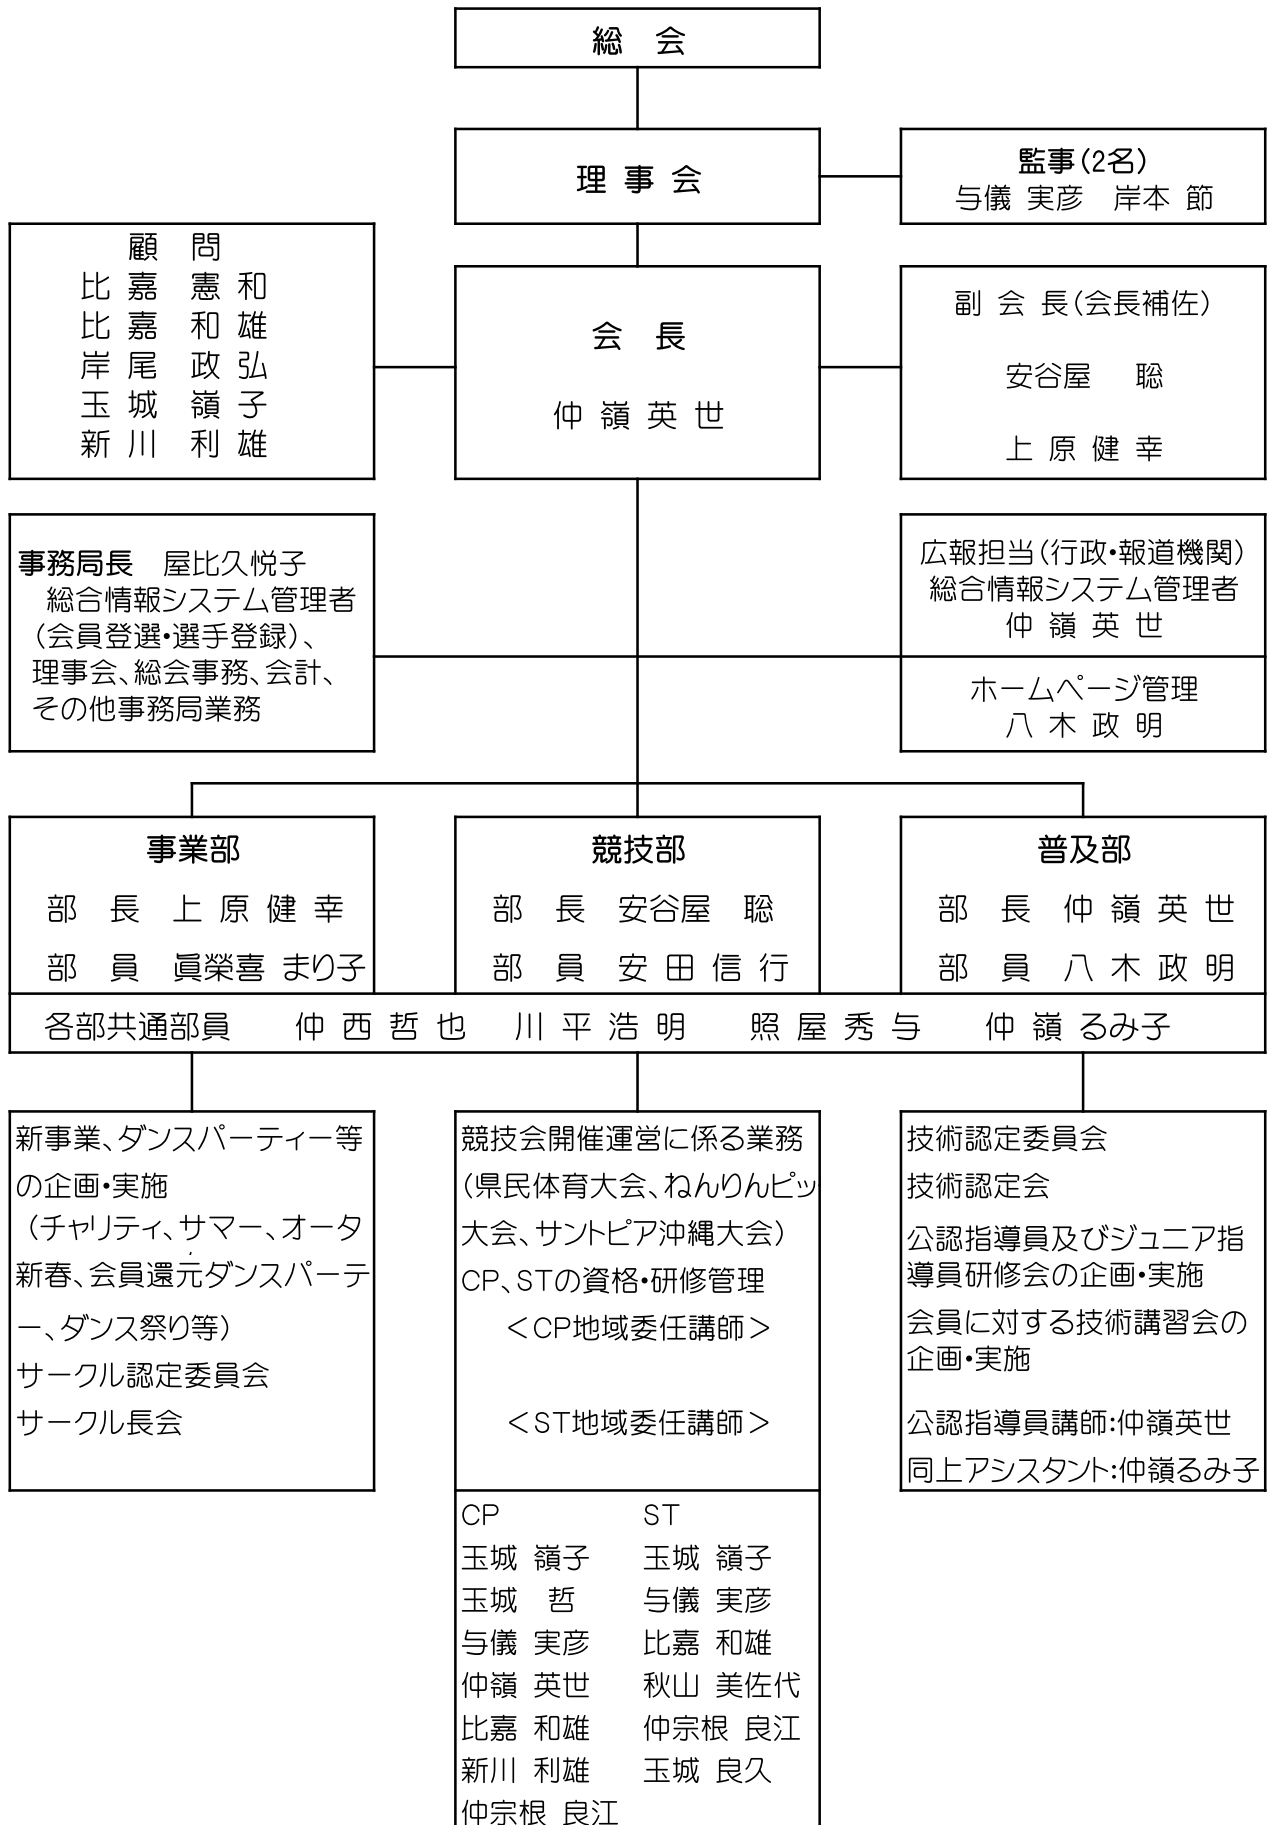 総　会
理 事 会
監事（2名）
与儀 実彦　岸本 節
顧　問
比 嘉　憲 和
比 嘉　和 雄
岸 尾　政 弘
玉 城　嶺 子
新 川　利 雄
会　長
仲 嶺 英 世
副 会 長（会長補佐）
安谷屋　聡
上 原 健 幸
事務局長　屋比久悦子
総合情報システム管理者
（会員登選・選手登録）、
理事会、総会事務、会計、
その他事務局業務
広報担当（行政・報道機関）
総合情報システム管理者
仲 嶺 英 世
ホームページ管理
八 木 政 明
事業部
部　長　上 原 健 幸
部　員　眞榮喜 まり子
競技部
部　長　安谷屋　聡
部　員　安 田 信 行
普及部
部　長　仲 嶺 英 世
部　員　八 木 政 明
各部共通部員　仲 西 哲 也　川 平 浩 明　照 屋 秀 与　仲 嶺 るみ子
新事業、ダンスパーティー等
の企画・実施
（チャリティ、サマー、オータ
新春、会員還元ダンスパーテ
ー、ダンス祭り等）
サークル認定委員会
サークル長会
競技会開催運営に係る業務
（県民体育大会、ねんりんピッ
大会、サントピア沖縄大会）
CP、STの資格・研修管理
＜CP地域委任講師＞
＜ST地域委任講師＞
技術認定委員会
技術認定会
公認指導員及びジュニア指
導員研修会の企画・実施
会員に対する技術講習会の
企画・実施
公認指導員講師:仲嶺英世
同上アシスタント:仲嶺るみ子
CP　ST
玉城 嶺子　玉城 嶺子
玉城　哲　与儀 実彦
与儀 実彦　比嘉 和雄
仲嶺 英世　秋山 美佐代
比嘉 和雄　仲宗根 良江
新川 利雄　玉城 良久
仲宗根 良江